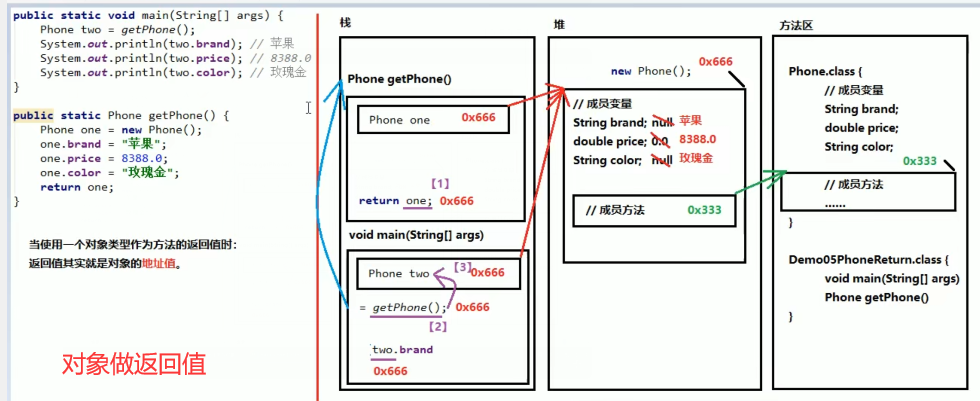 public static void main(String[] args) {
Phone two = getPhone();
System.out.println(two.brand); // 苹果
System.out.println(two.price); // 8388.0
System.out.println(two.color); // 玫瑰金
}
public static Phone getPhone() {
Phone one = new Phone();
one.brand = "苹果";
one.price = 8388.0;
one.color = "玫瑰金";
return one;
}
当使用一个对象类型作为方法的返回值时：
返回值其实就是对象的地址值。
对象做返回值
栈
Phone getPhone()
Phone one 0x666
【1】
return one; 0x666
void main(String[] args)
Phone two 【3】 0x666
= getPhone(); 0x666
【2】
two.brand
0x666
堆
new Phone(); 0x666
// 成员变量
String brand; null 苹果
double price; 0.0 8388.0
String color; null 玫瑰金
// 成员方法 0x333
方法区
Phone.class {
// 成员变量
String brand;
double price;
String color;
0x333
// 成员方法
......
}
Demo05PhoneReturn.class {
void main(String[] args)
Phone getPhone()
}